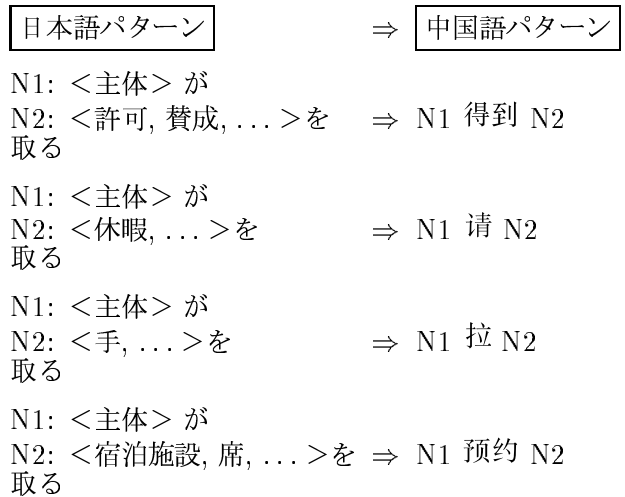 日本語パターン ⇒ 中国語パターン
N1: <主体> が
N2: <許可, 賛成, ... >を ⇒ N1 得到 N2
取る
N1: <主体> が
N2: <休暇, ... >を ⇒ N1 请 N2
取る
N1: <主体> が
N2: <手, ... >を ⇒ N1 拉 N2
取る
N1: <主体> が
N2: <宿泊施設, 席, ... >を ⇒ N1 预约 N2
取る